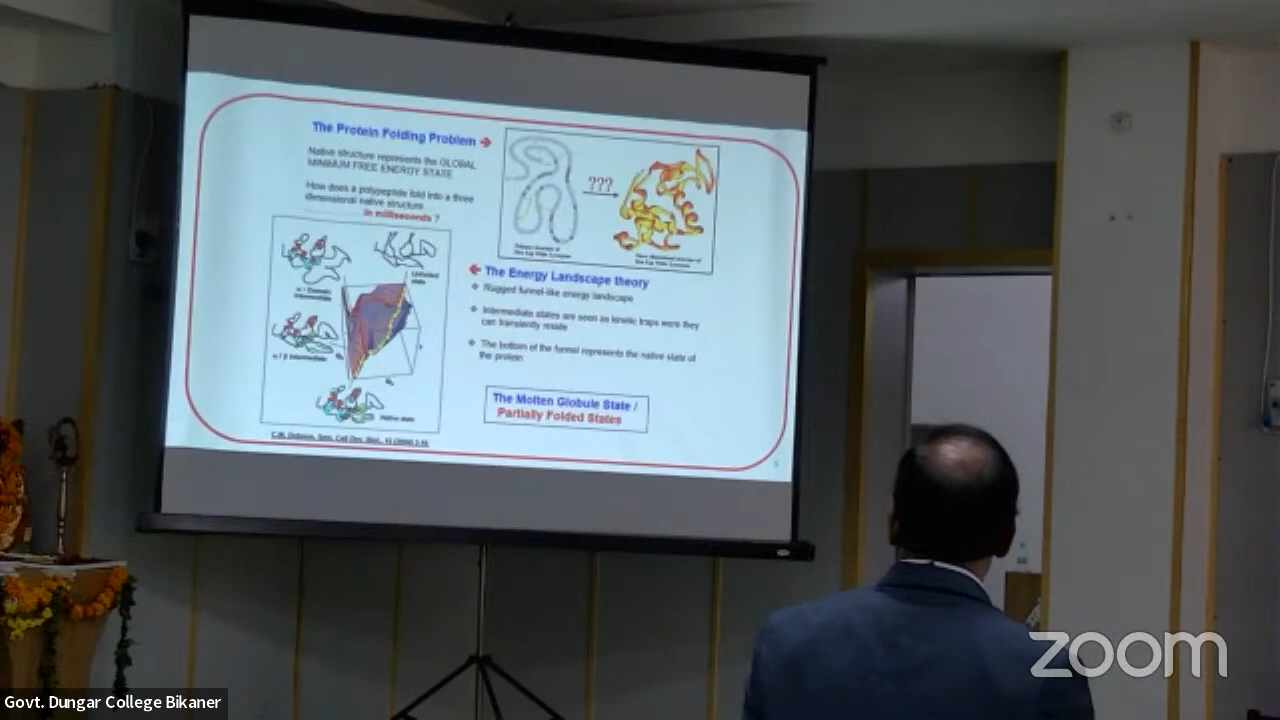 The Protein Folding Problem
Native structure represents the GLOBAL
MINIMUM FREE ENERGY STATE
How does a polypeptide fold into a three
dimensional native structure
in milliseconds ?
???
The Energy Landscape theory
Rugged funnel-like energy landscape
Intermediate states are seen as kinetic traps were they
can transiently reside
The bottom of the funnel represents the native state of
the protein
Unfolded
state
Domain
Intermediate
Intermediate
Native state
The Molten Globule State /
Partially Folded States
zoom
Govt. Dungar College Bikaner